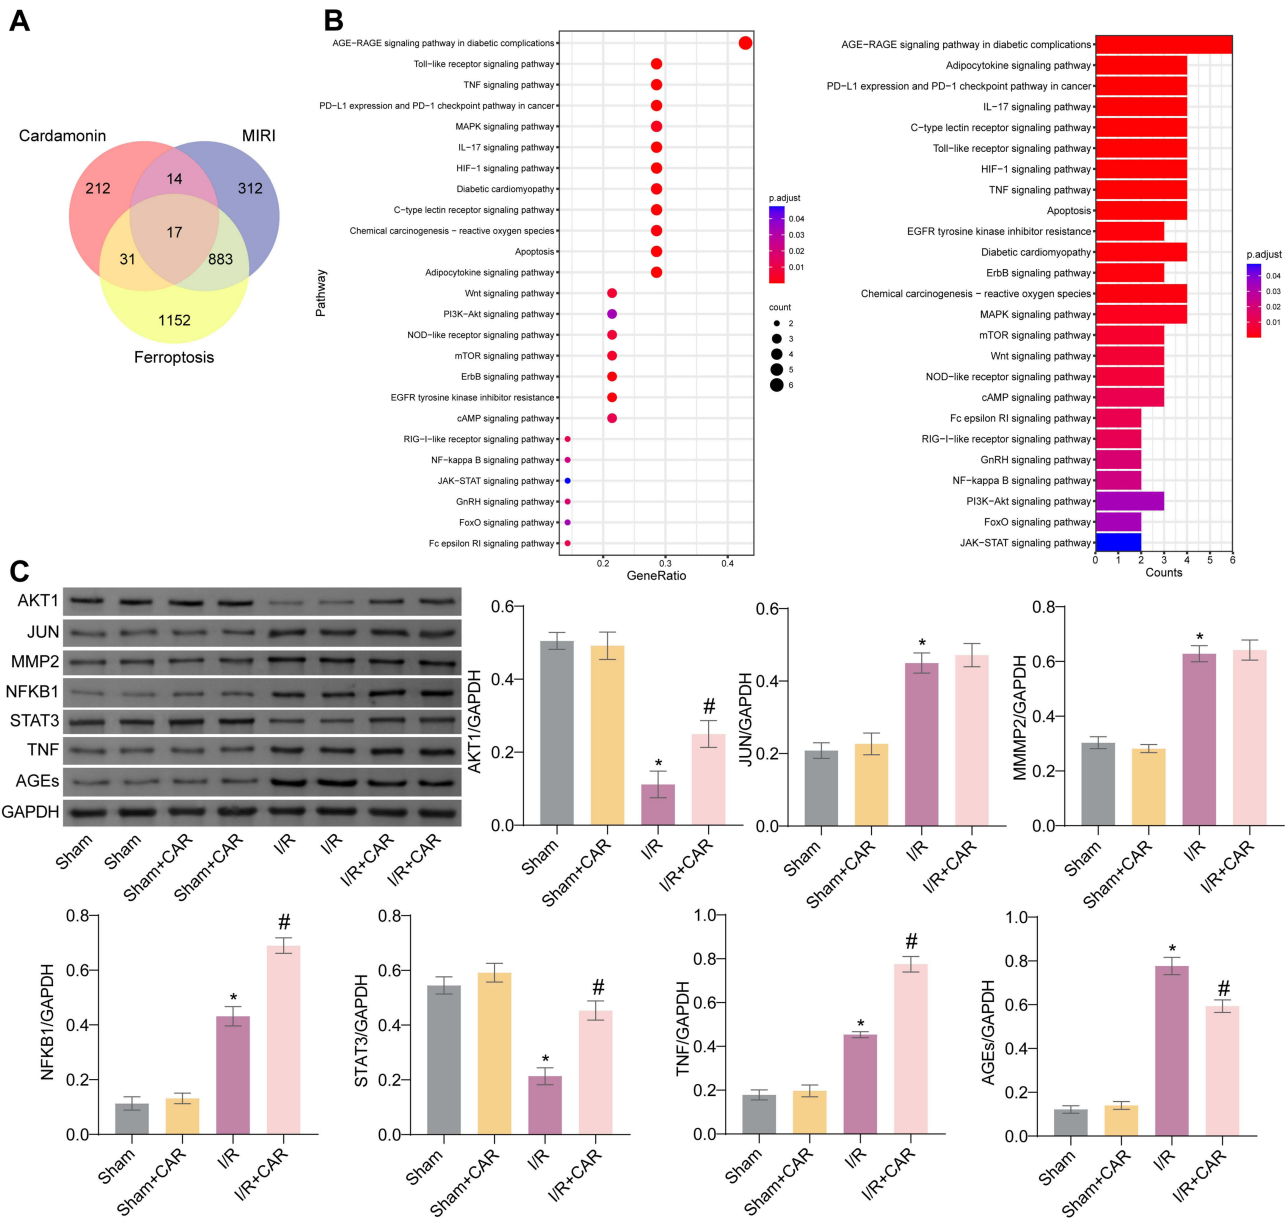 A
Cardamonin
MIRI
212
14
312
17
31
883
1152
Ferroptosis
B
Pathway
AGE−RAGE signaling pathway in diabetic complications
Toll−like receptor signaling pathway
TNF signaling pathway
PD−L1 expression and PD−1 checkpoint pathway in cancer
MAPK signaling pathway
IL−17 signaling pathway
HIF−1 signaling pathway
Diabetic cardiomyopathy
C−type lectin receptor signaling pathway
Chemical carcinogenesis − reactive oxygen species
Apoptosis
Adipocytokine signaling pathway
Wnt signaling pathway
PI3K−Akt signaling pathway
NOD−like receptor signaling pathway
mTOR signaling pathway
ErbB signaling pathway
EGFR tyrosine kinase inhibitor resistance
cAMP signaling pathway
RIG−I−like receptor signaling pathway
NF−kappa B signaling pathway
JAK−STAT signaling pathway
GnRH signaling pathway
FoxO signaling pathway
Fc epsilon RI signaling pathway
0.2 0.3 0.4
GeneRatio
p.adjust
0.04
0.03
0.02
0.01
count
2
3
4
5
6
AGE−RAGE signaling pathway in diabetic complications
Adipocytokine signaling pathway
PD−L1 expression and PD−1 checkpoint pathway in cancer
IL−17 signaling pathway
C−type lectin receptor signaling pathway
Toll−like receptor signaling pathway
HIF−1 signaling pathway
TNF signaling pathway
Apoptosis
EGFR tyrosine kinase inhibitor resistance
Diabetic cardiomyopathy
ErbB signaling pathway
Chemical carcinogenesis − reactive oxygen species
MAPK signaling pathway
mTOR signaling pathway
Wnt signaling pathway
NOD−like receptor signaling pathway
cAMP signaling pathway
Fc epsilon RI signaling pathway
RIG−I−like receptor signaling pathway
GnRH signaling pathway
NF−kappa B signaling pathway
PI3K−Akt signaling pathway
FoxO signaling pathway
JAK−STAT signaling pathway
0 1 2 3 4 5 6
Counts
p.adjust
0.04
0.03
0.02
0.01
C
AKT1
JUN
MMP2
NFKB1
STAT3
TNF
AGEs
GAPDH
Sham Sham Sham+CAR Sham+CAR I/R I/R I/R+CAR I/R+CAR
AKT1/GAPDH
0.6
0.4
0.2
0.0
*
#
Sham Sham+CAR I/R I/R+CAR
JUN/GAPDH
0.6
0.4
0.2
0.0
*
Sham Sham+CAR I/R I/R+CAR
MMMP2/GAPDH
0.8
0.6
0.4
0.2
0.0
*
Sham Sham+CAR I/R I/R+CAR
NFKB1/GAPDH
0.8
0.6
0.4
0.2
0.0
*
#
Sham Sham+CAR I/R I/R+CAR
STAT3/GAPDH
0.8
0.6
0.4
0.2
0.0
*
#
Sham Sham+CAR I/R I/R+CAR
TNF/GAPDH
1.0
0.8
0.6
0.4
0.2
0.0
*
#
Sham Sham+CAR I/R I/R+CAR
AGEs/GAPDH
1.0
0.8
0.6
0.4
0.2
0.0
*
#
Sham Sham+CAR I/R I/R+CAR